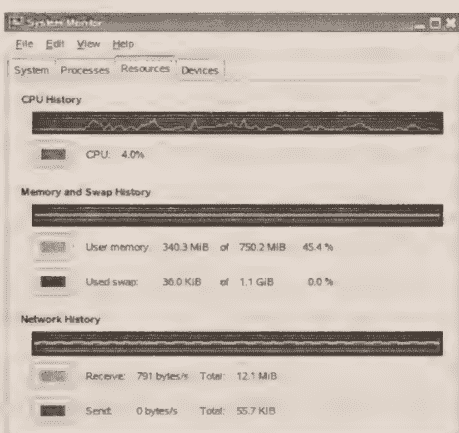 System Monitor
File Edit View Help
System Processes Resources Devices
CPU History
CPU: 4.0%
Memory and Swap History
User memory: 340.3 MiB of 750.2 MiB 45.4 %
Used swap: 36.0 KiB of 1.1 GiB 0.0 %
Network History
Receive: 791 bytes/s Total: 12.1 MiB
Send: 0 bytes/s Total: 55.7 KiB